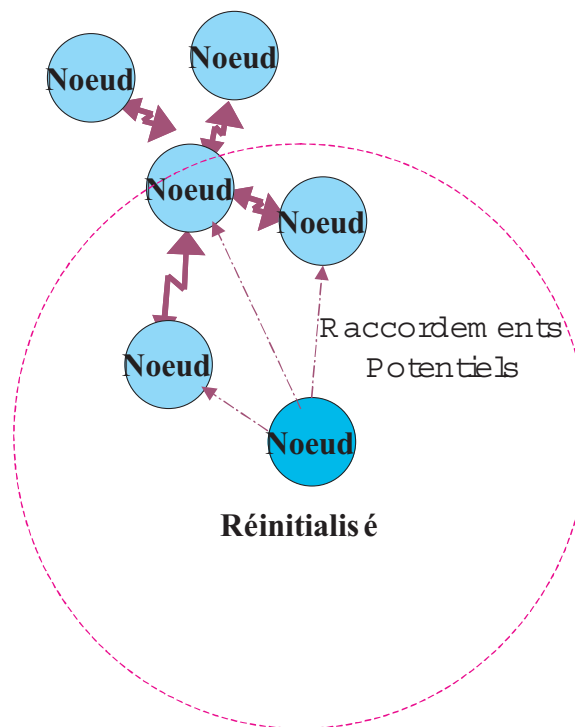 Noeud
Noeud
Noeud
Noeud
Raccordements
Potentiels
Noeud
Noeud
Réinitialisé